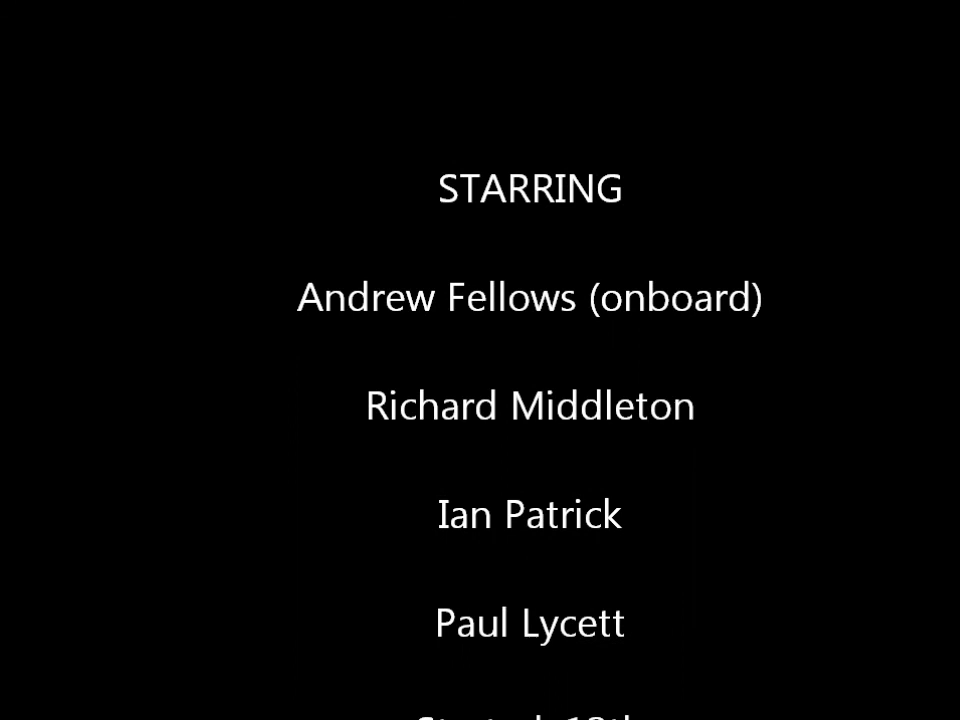 STARRING
Andrew Fellows (onboard)
Richard Middleton
Ian Patrick
Paul Lycett